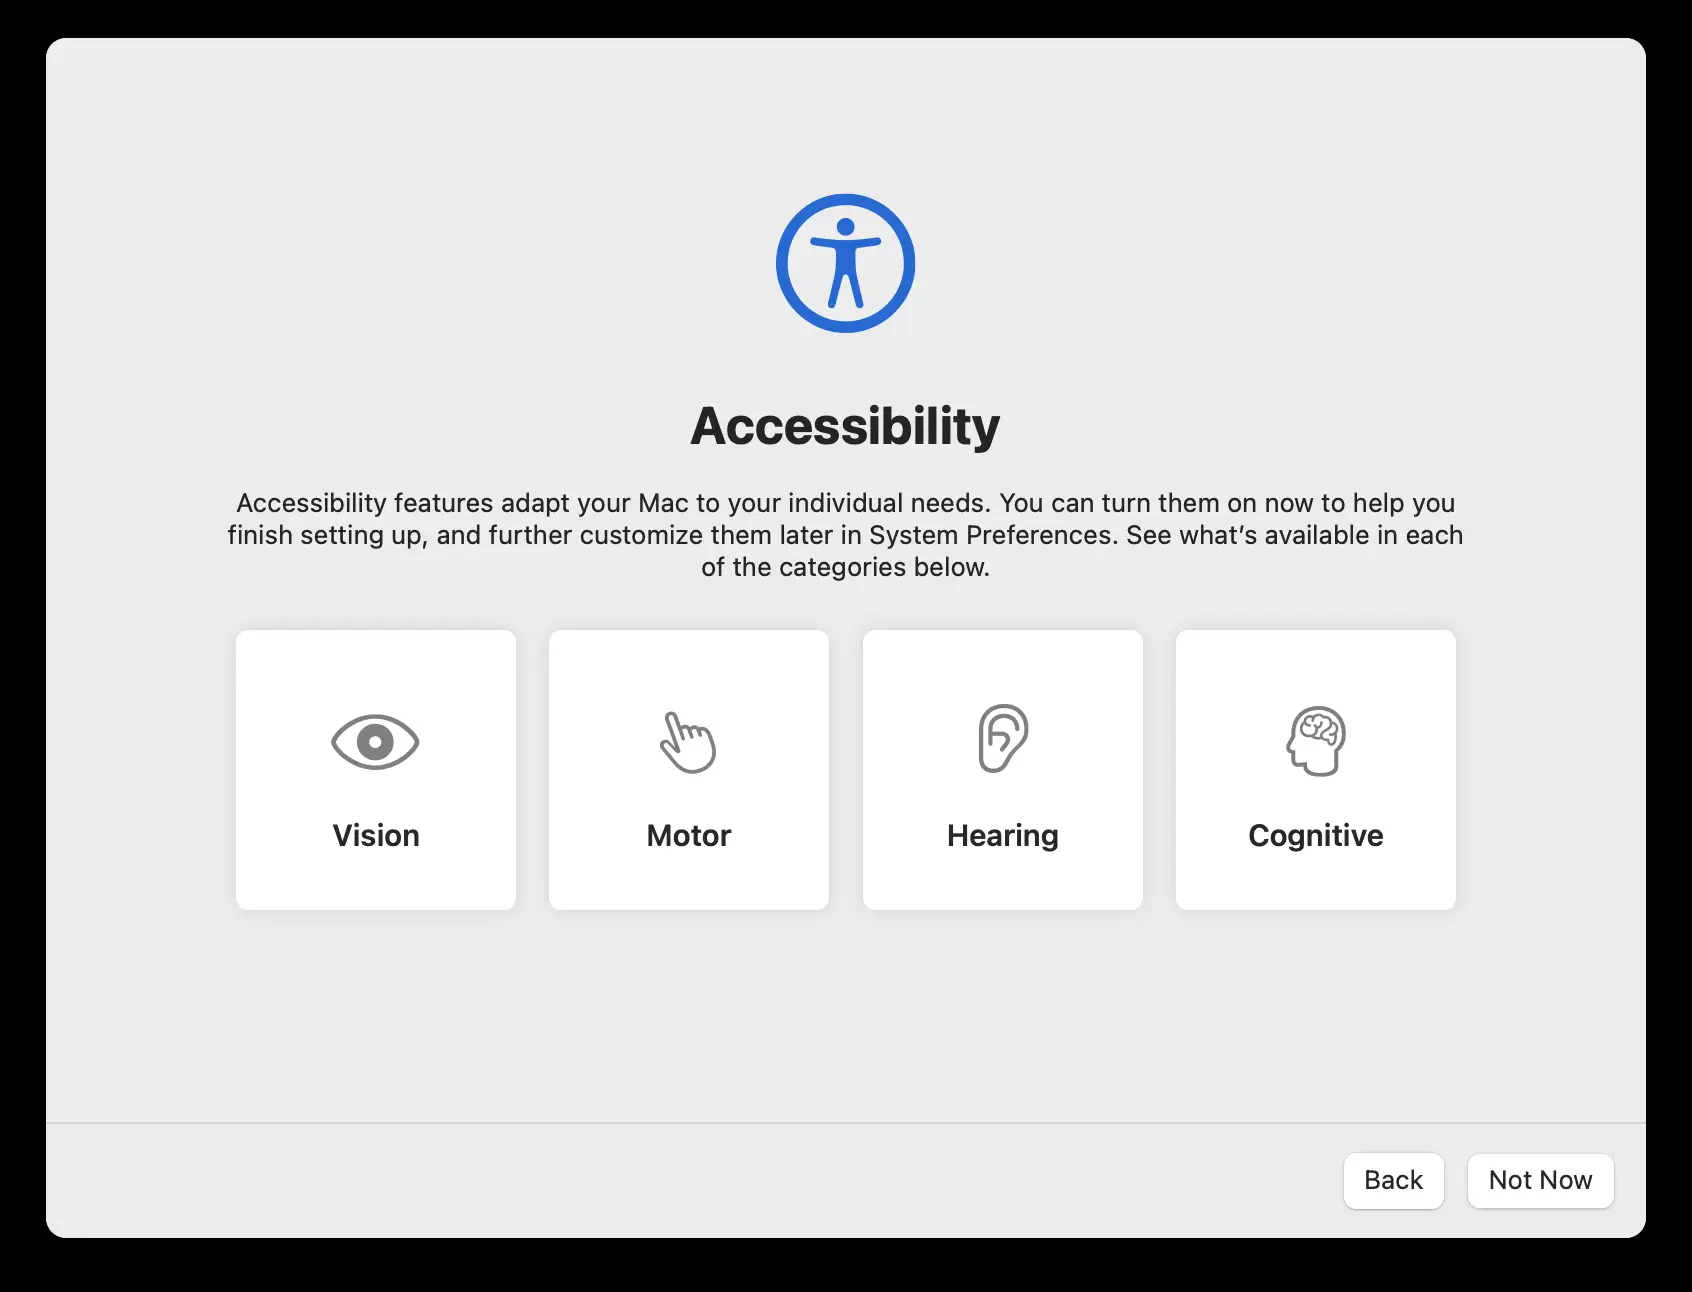 Accessibility
Accessibility features adapt your Mac to your individual needs. You can turn them on now to help you
finish setting up, and further customize them later in System Preferences. See what’s available in each
of the categories below.
Vision
Motor
Hearing
Cognitive
Back
Not Now